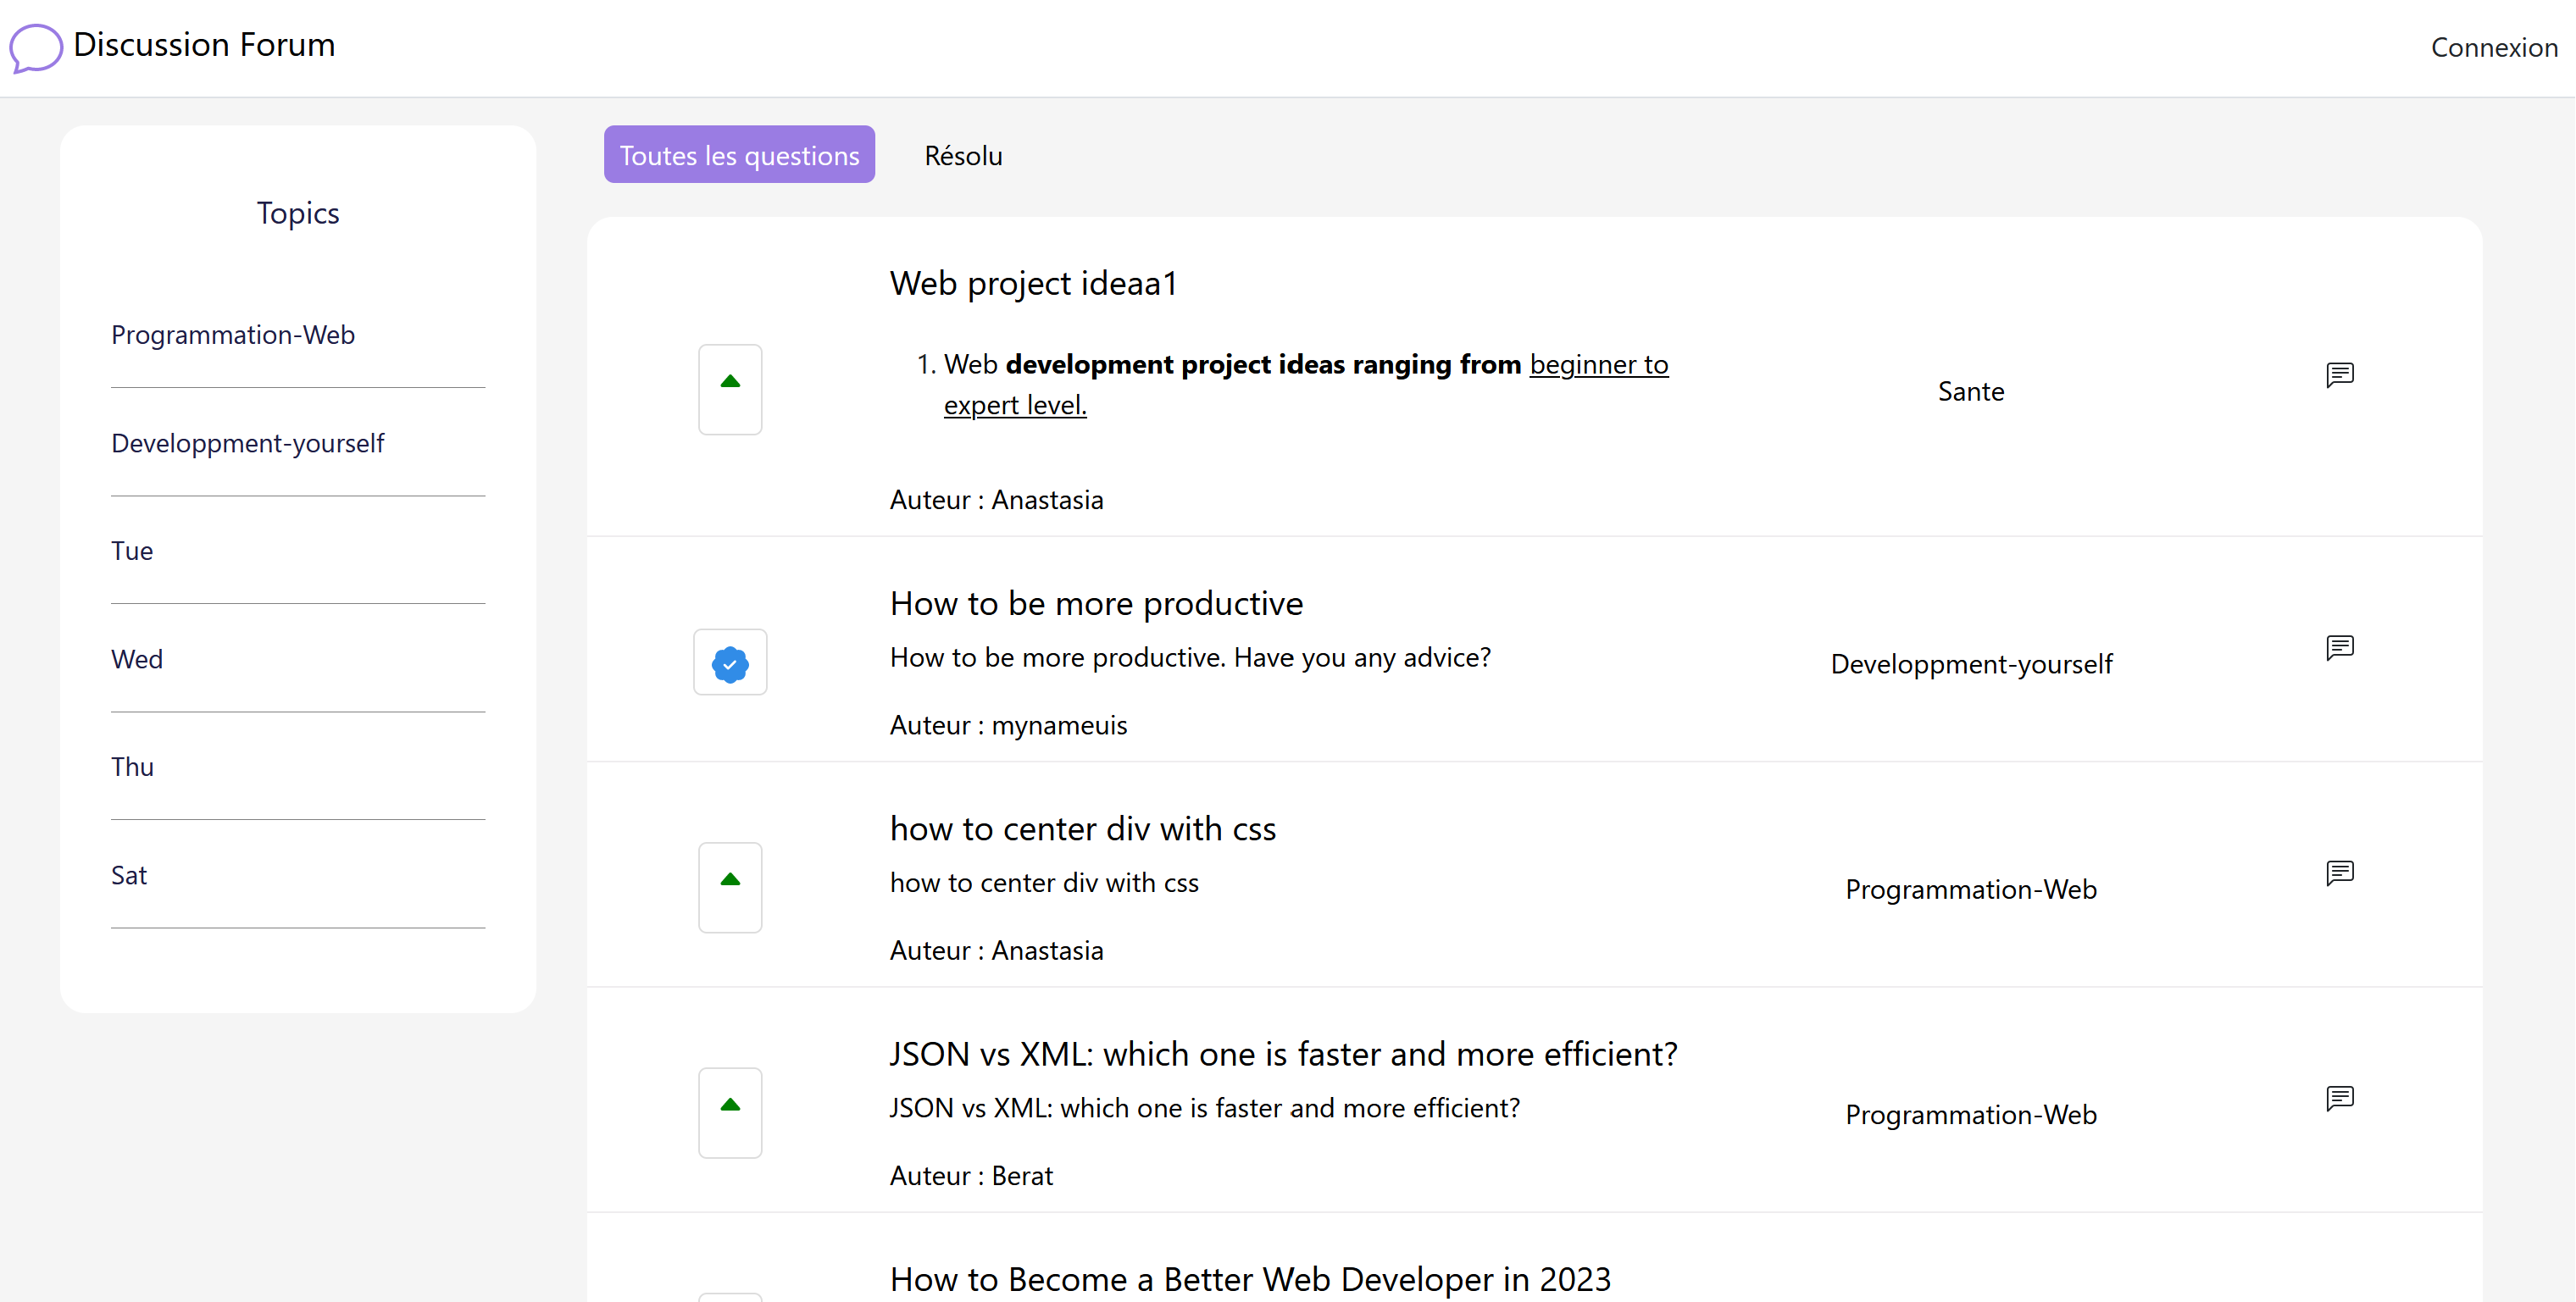 Discussion Forum
Connexion
Topics
Programmation-Web
Developpment-yourself
Tue
Wed
Thu
Sat
Toutes les questions
Résolu
Web project ideaa1
1. Web development project ideas ranging from beginner to
expert level.
Auteur : Anastasia
Sante
How to be more productive
How to be more productive. Have you any advice?
Auteur : mynameuis
Developpment-yourself
how to center div with css
how to center div with css
Auteur : Anastasia
Programmation-Web
JSON vs XML: which one is faster and more efficient?
JSON vs XML: which one is faster and more efficient?
Auteur : Berat
Programmation-Web
How to Become a Better Web Developer in 2023